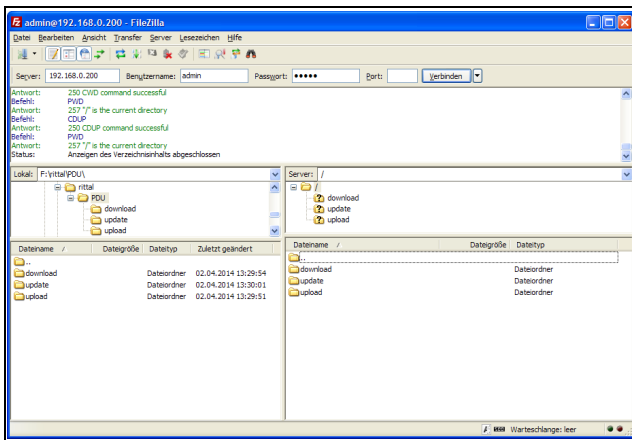 admin@192.168.0.200 - FileZilla
Datei Bearbeiten Ansicht Transfer Server Lesezeichen Hilfe
Server: 192.168.0.200 Benutzername: admin Passwort: ●●●●● Port: Verbinden
Antwort: 250 CWD command successful
Befehl: PWD
Antwort: 257 "/" is the current directory
Befehl: CDUP
Antwort: 250 CDUP command successful
Befehl: PWD
Antwort: 257 "/" is the current directory
Status: Anzeigen des Verzeichnisinhalts abgeschlossen
Lokal: F:\rittal\PDU\
rittal
PDU
download
update
upload
Server: /
/
download
update
upload
Dateiname Dateigröße Dateityp Zuletzt geändert
..
download Dateiordner 02.04.2014 13:29:54
update Dateiordner 02.04.2014 13:30:01
upload Dateiordner 02.04.2014 13:29:51
Dateiname Dateigröße Dateityp
..
download Dateiordner
update Dateiordner
upload Dateiordner
Warteschlange: leer